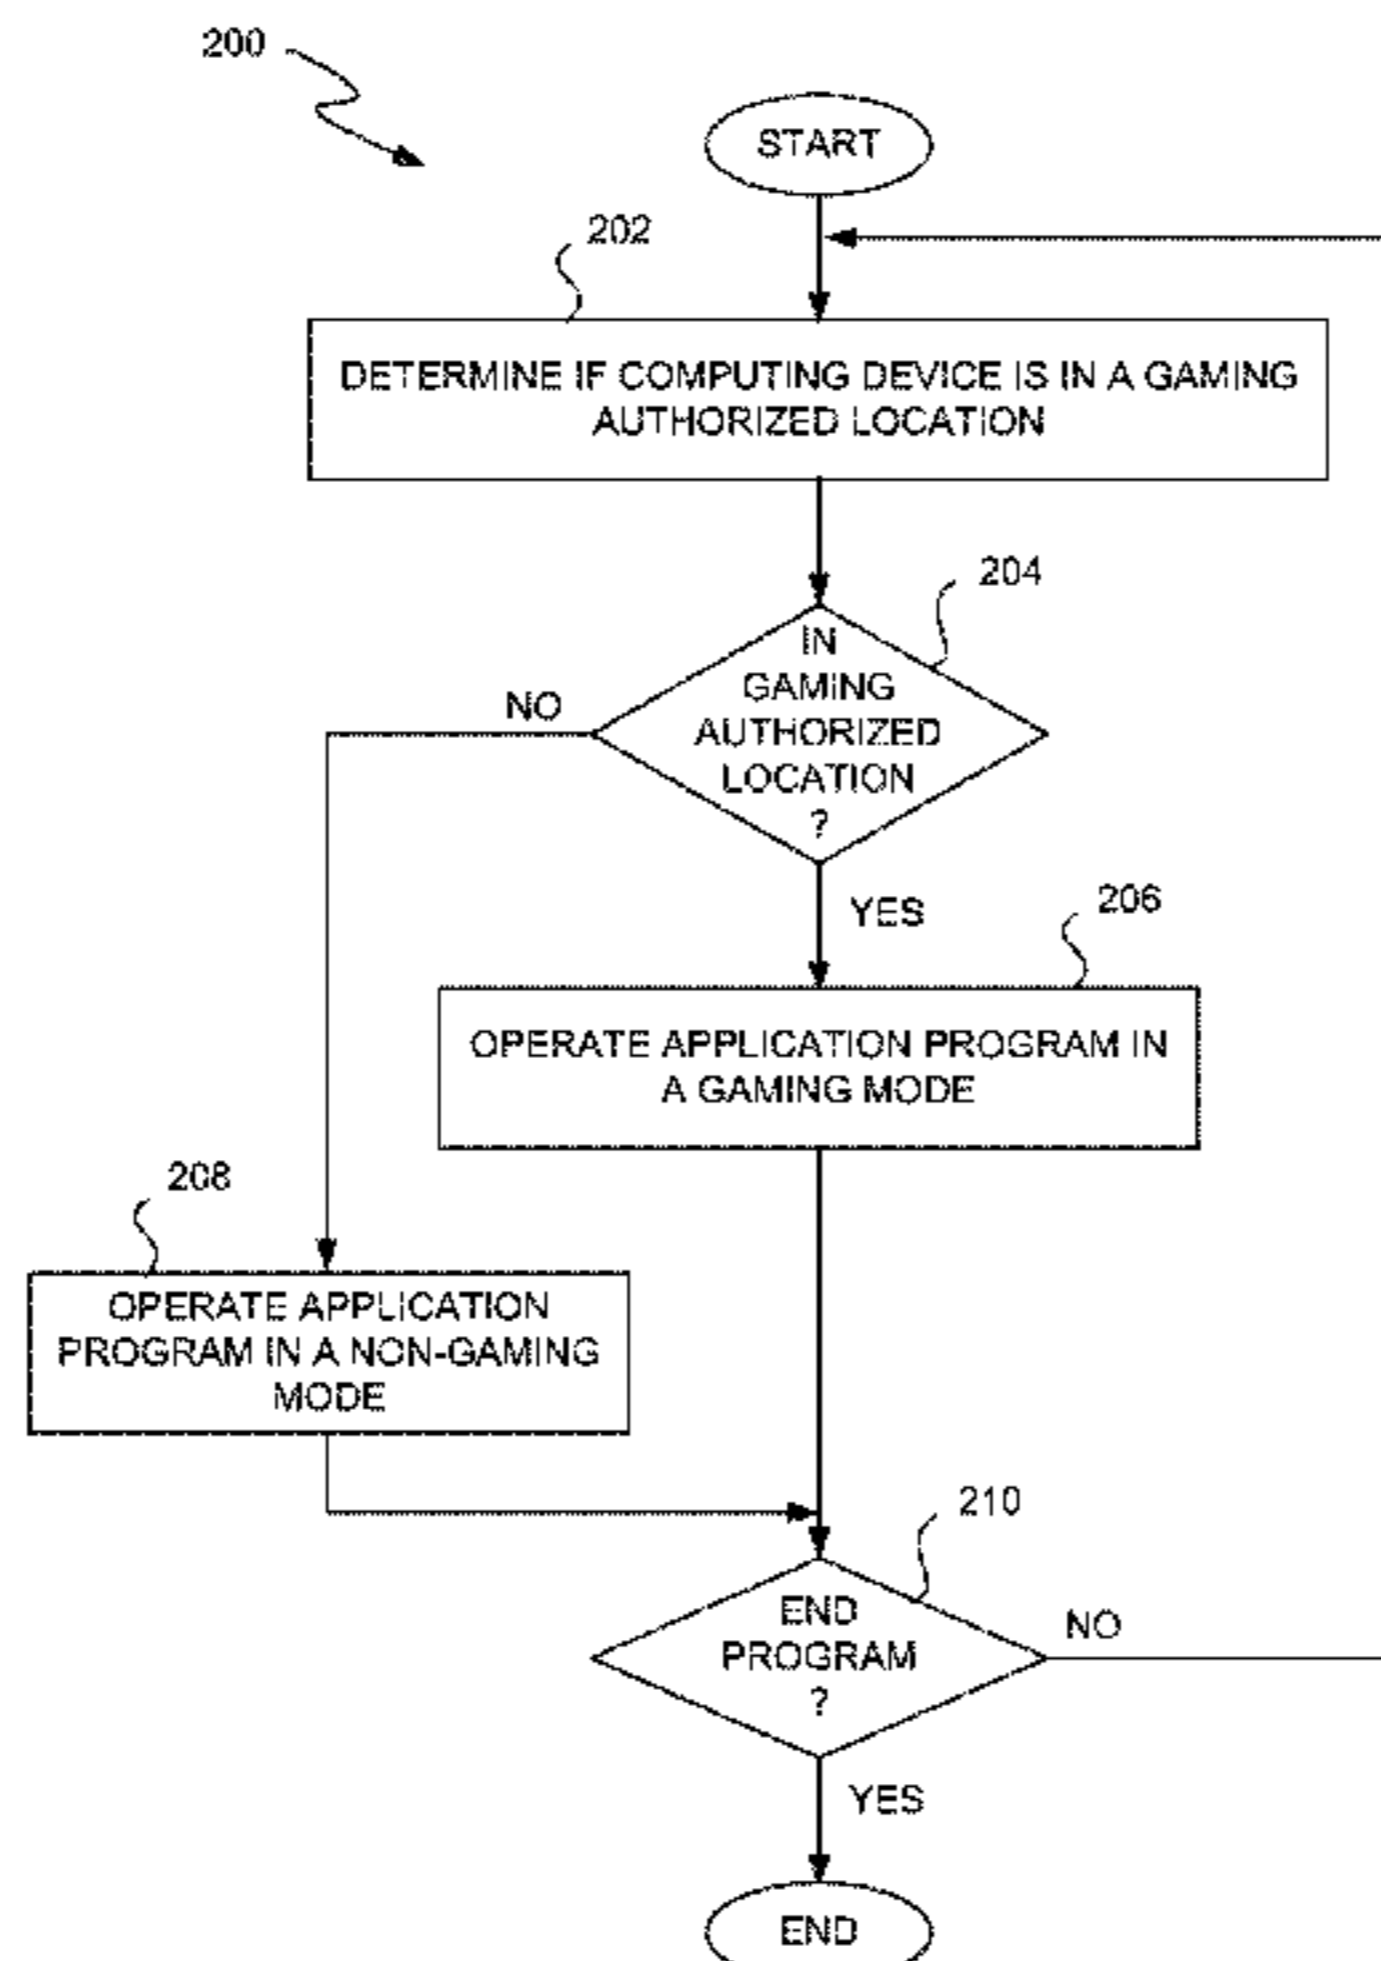 200
START
202
DETERMINE IF COMPUTING DEVICE IS IN A GAMING
AUTHORIZED LOCATION
204
IN
GAMING
AUTHORIZED
LOCATION
?
NO
YES
206
OPERATE APPLICATION PROGRAM IN
A GAMING MODE
208
OPERATE APPLICATION
PROGRAM IN A NON-GAMING
MODE
210
END
PROGRAM
?
NO
YES
END